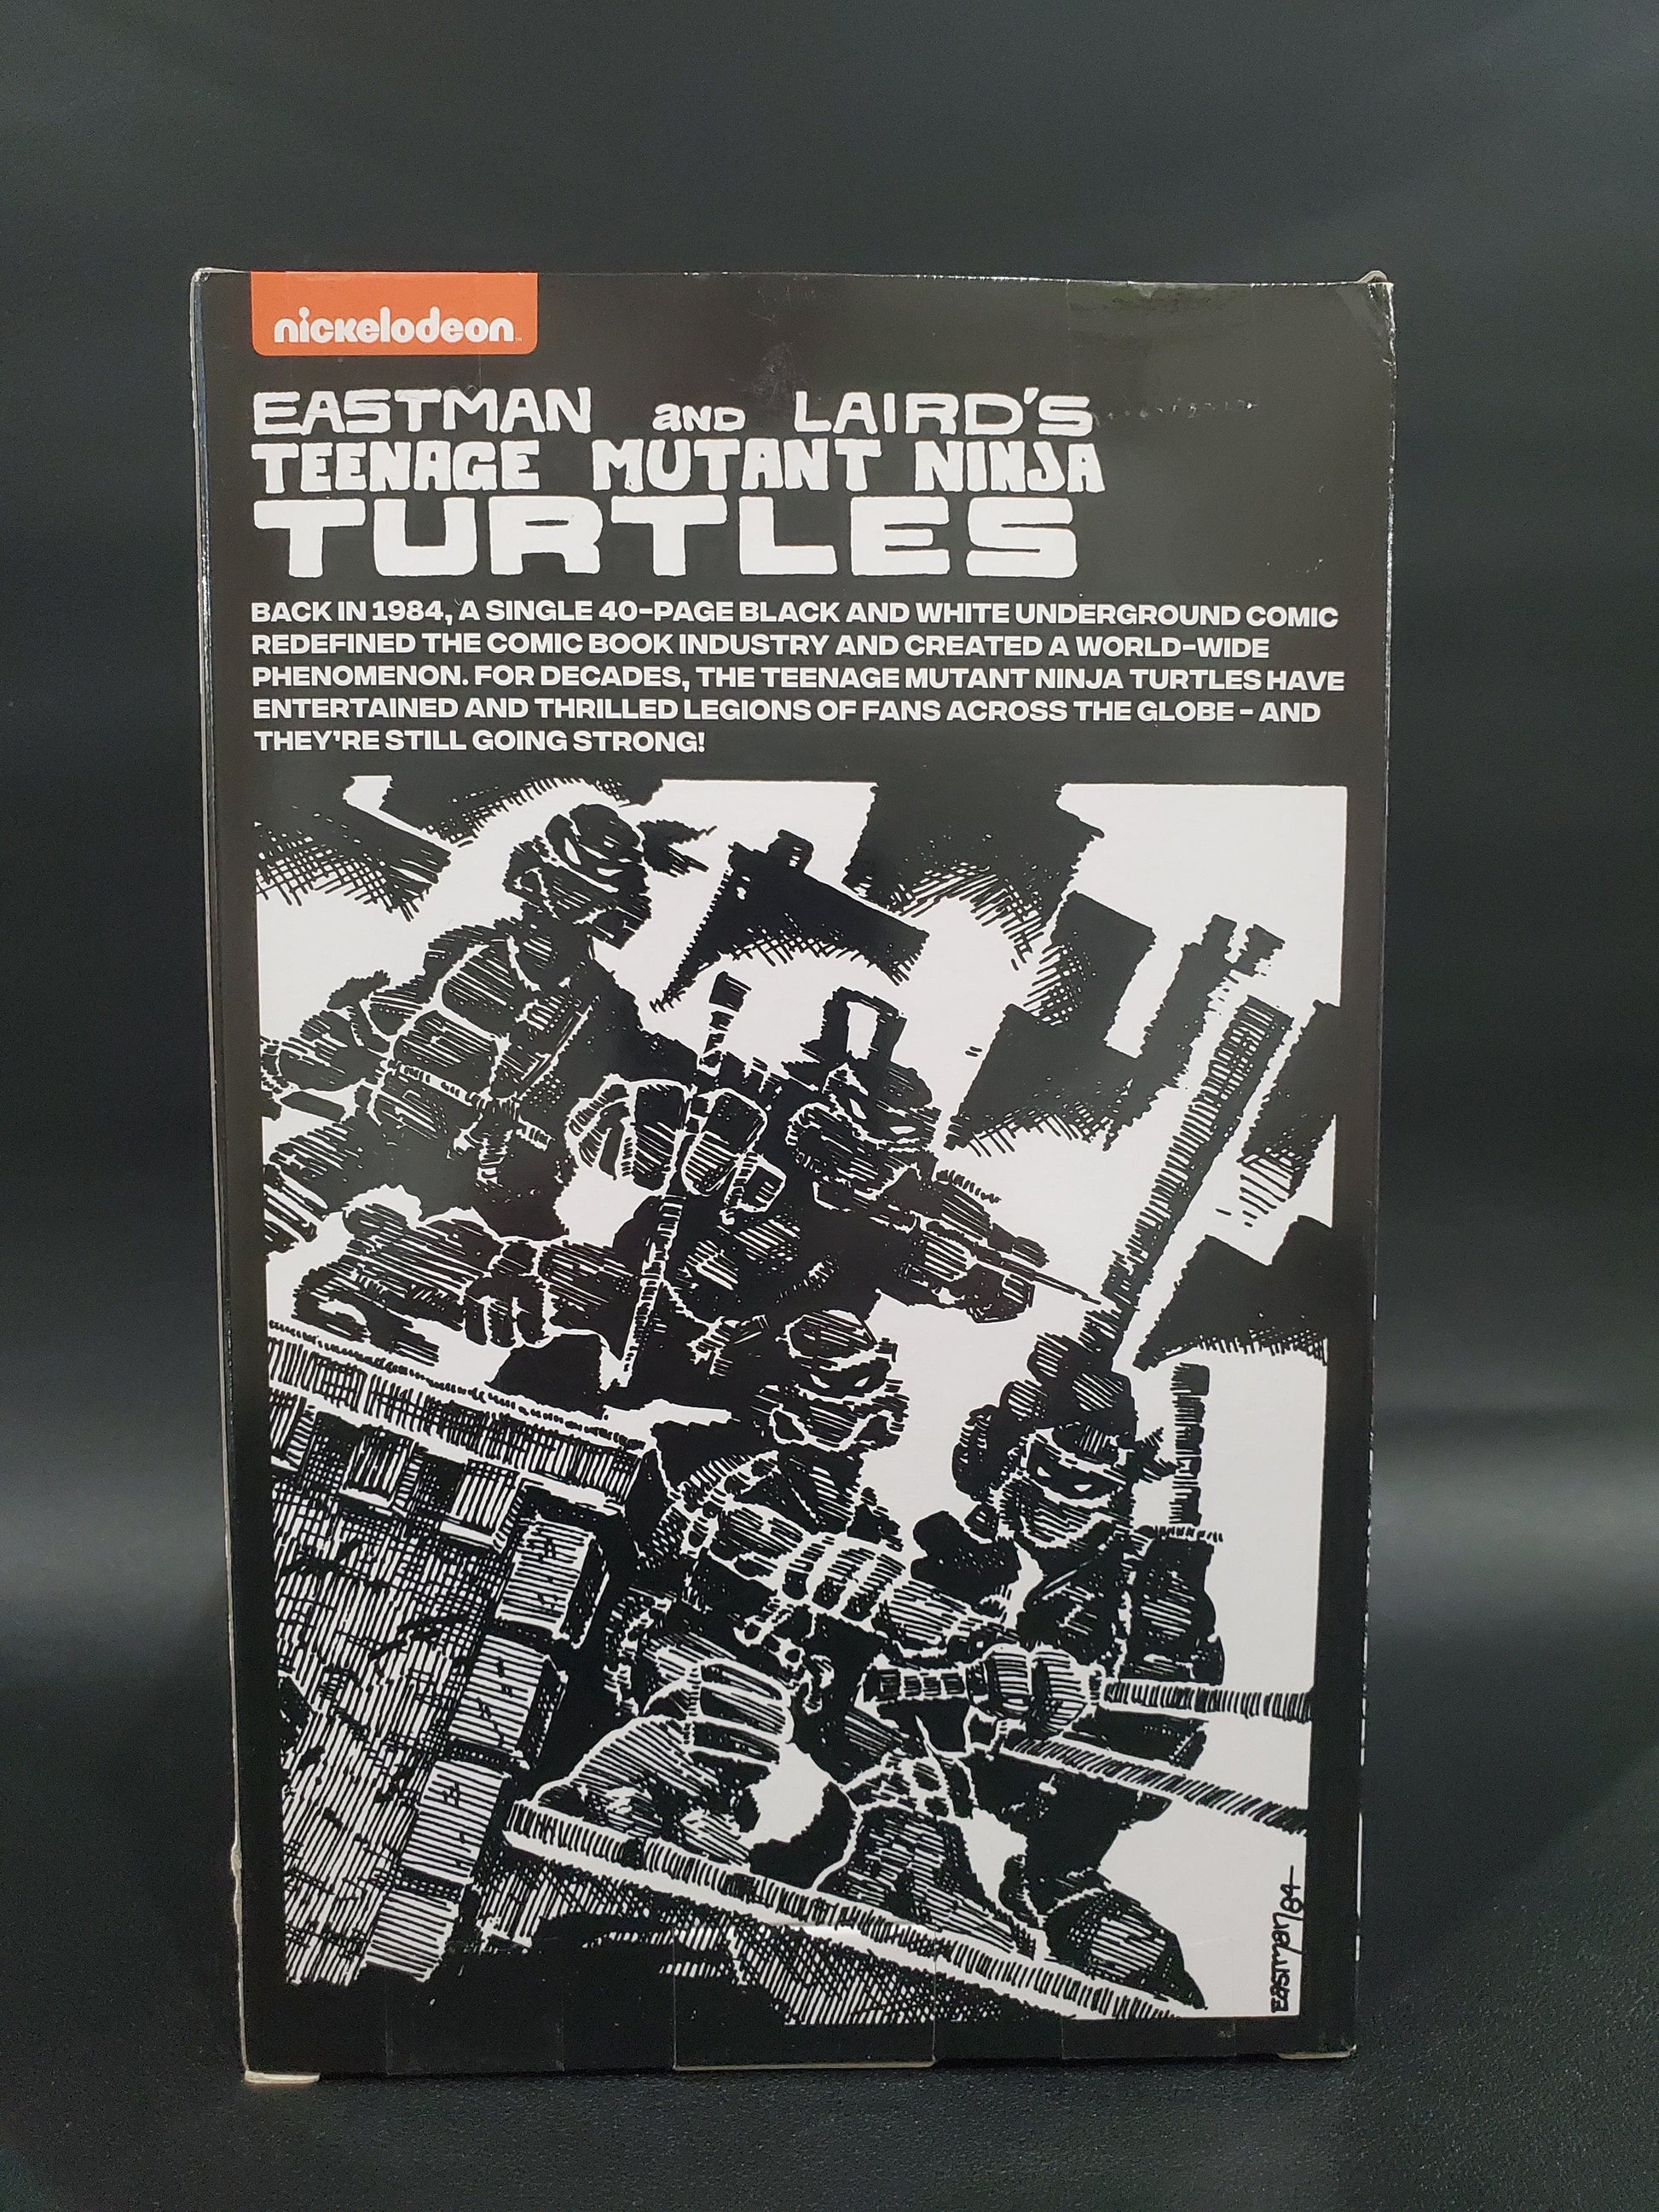 nickelodeon
EASTMAN AND LAIRD'S
TEENAGE MUTANT NINJA
TURTLES
BACK IN 1984, A SINGLE 40-PAGE BLACK AND WHITE UNDERGROUND COMIC
REDEFINED THE COMIC BOOK INDUSTRY AND CREATED A WORLD-WIDE
PHENOMENON. FOR DECADES, THE TEENAGE MUTANT NINJA TURTLES HAVE
ENTERTAINED AND THRILLED LEGIONS OF FANS ACROSS THE GLOBE - AND
THEY'RE STILL GOING STRONG!
EASTMAN 84